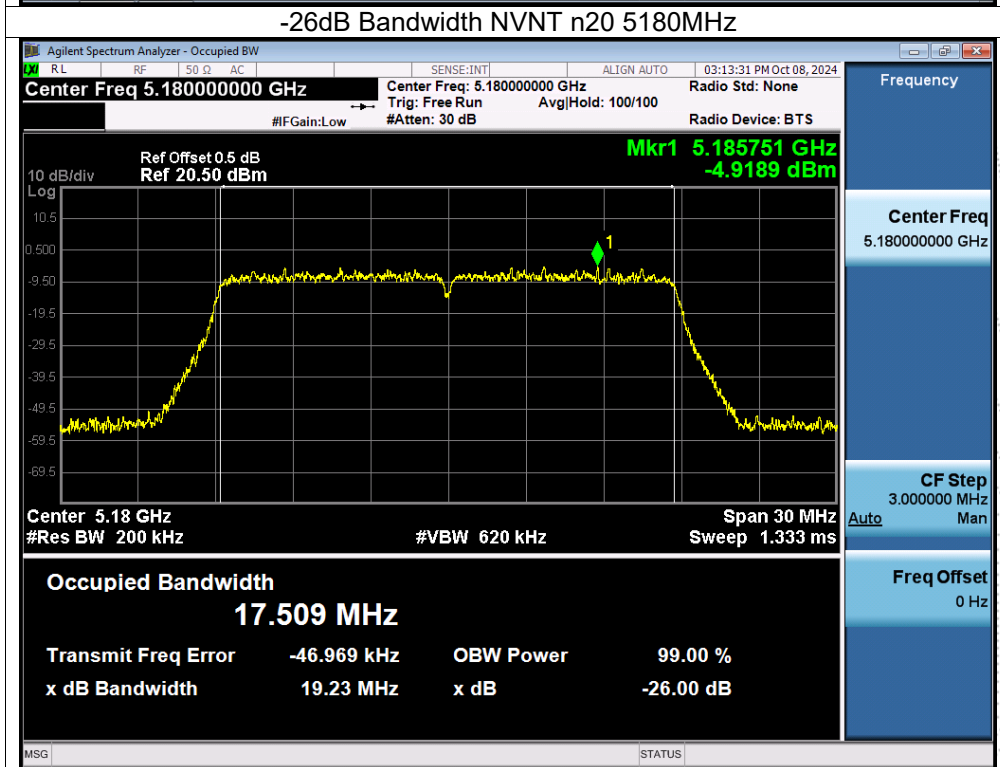 -26dB Bandwidth NVNT n20 5180MHz
Agilent Spectrum Analyzer - Occupied BW
LXI RL RF 50 Ω AC SENSE:INT ALIGN AUTO 03:13:31 PM Oct 08, 2024
Center Freq 5.180000000 GHz Center Freq: 5.180000000 GHz Radio Std: None
Trig: Free Run Avg|Hold: 100/100
#IFGain:Low #Atten: 30 dB Radio Device: BTS
Frequency
Mkr1 5.185751 GHz
-4.9189 dBm
Ref Offset 0.5 dB
10 dB/div Ref 20.50 dBm
Log
10.5
0.500
-9.50
-19.5
-29.5
-39.5
-49.5
-59.5
-69.5
1
Center 5.18 GHz Span 30 MHz
#Res BW 200 kHz #VBW 620 kHz Sweep 1.333 ms
Center Freq
5.180000000 GHz
CF Step
3.000000 MHz
Auto Man
Freq Offset
0 Hz
Occupied Bandwidth
17.509 MHz
Transmit Freq Error -46.969 kHz OBW Power 99.00 %
x dB Bandwidth 19.23 MHz x dB -26.00 dB
MSG STATUS